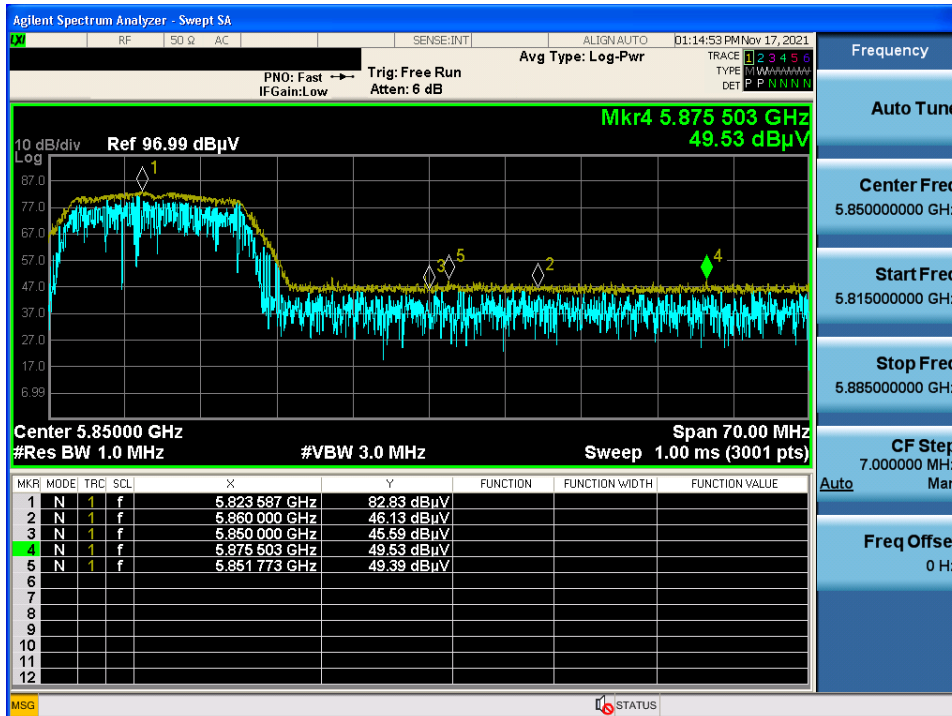 Agilent Spectrum Analyzer - Swept SA
LXI RF 50 Ω AC SENSE:INT ALIGN AUTO 01:14:53 PM Nov 17, 2021
Frequency
PNO: Fast Trig: Free Run Avg Type: Log-Pwr TRACE 1 2 3 4 5 6
IFGain:Low Atten: 6 dB TYPE M W W W W W
DET P P N N N N
Auto Tune
Mkr4 5.875 503 GHz
49.53 dBµV
10 dB/div Ref 96.99 dBµV
Log
87.0
77.0
67.0
57.0
47.0
37.0
27.0
17.0
6.99
1
3 5 2 4
Center 5.85000 GHz Span 70.00 MHz
#Res BW 1.0 MHz #VBW 3.0 MHz Sweep 1.00 ms (3001 pts)
Center Freq
5.850000000 GHz
Start Freq
5.815000000 GHz
Stop Freq
5.885000000 GHz
CF Step
7.000000 MHz
Auto Man
Freq Offset
0 Hz
MKR MODE TRC SCL X Y FUNCTION FUNCTION WIDTH FUNCTION VALUE
1 N 1 f 5.823 587 GHz 82.83 dBµV
2 N 1 f 5.860 000 GHz 46.13 dBµV
3 N 1 f 5.850 000 GHz 45.59 dBµV
4 N 1 f 5.875 503 GHz 49.53 dBµV
5 N 1 f 5.851 773 GHz 49.39 dBµV
6
7
8
9
10
11
12
MSG STATUS